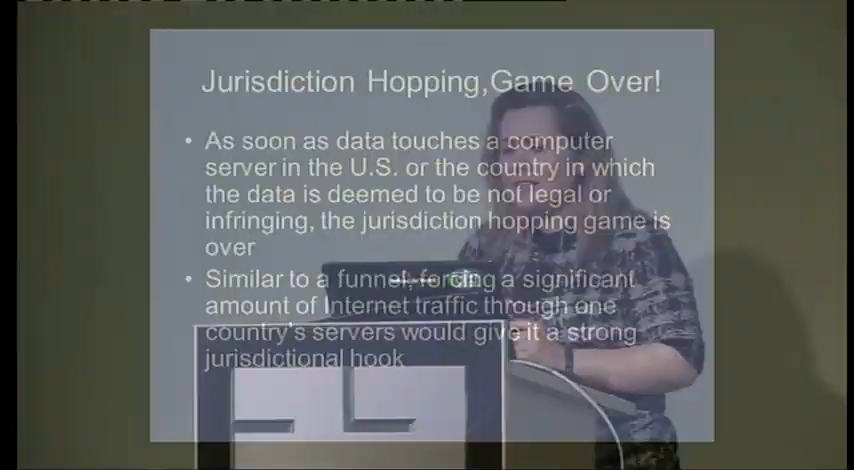 Jurisdiction Hopping,Game Over!
• As soon as data touches a computer
server in the U.S. or the country in which
the data is deemed to be not legal or
infringing, the jurisdiction hopping game is
over
• Similar to a funnel, forcing a significant
amount of Internet traffic through one
country's servers would give it a strong
jurisdictional hook